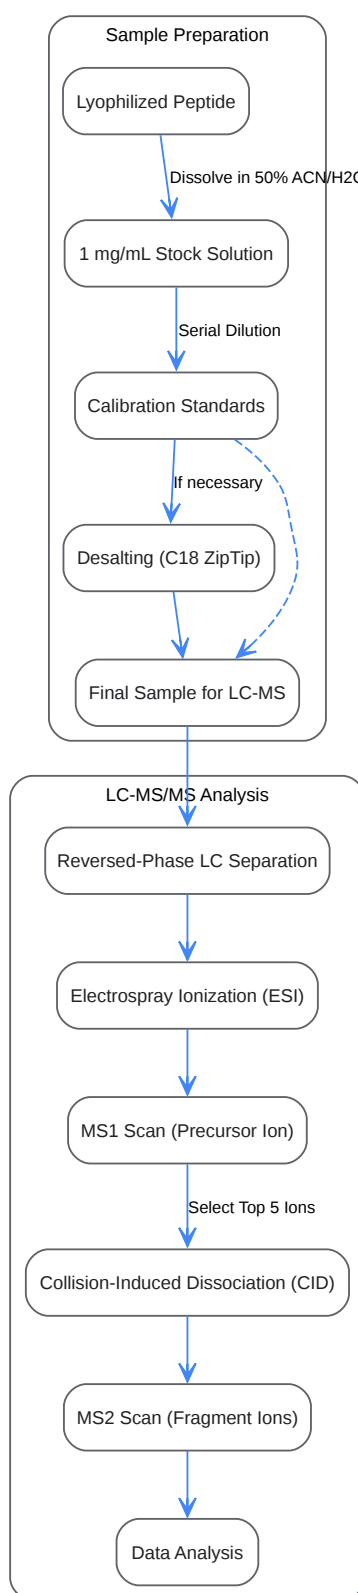 Sample Preparation
Lyophilized Peptide
Dissolve in 50% ACN/H2O
1 mg/mL Stock Solution
Serial Dilution
Calibration Standards
If necessary
Desalting (C18 ZipTip)
Final Sample for LC-MS
LC-MS/MS Analysis
Reversed-Phase LC Separation
Electrospray Ionization (ESI)
MS1 Scan (Precursor Ion)
Select Top 5 Ions
Collision-Induced Dissociation (CID)
MS2 Scan (Fragment Ions)
Data Analysis